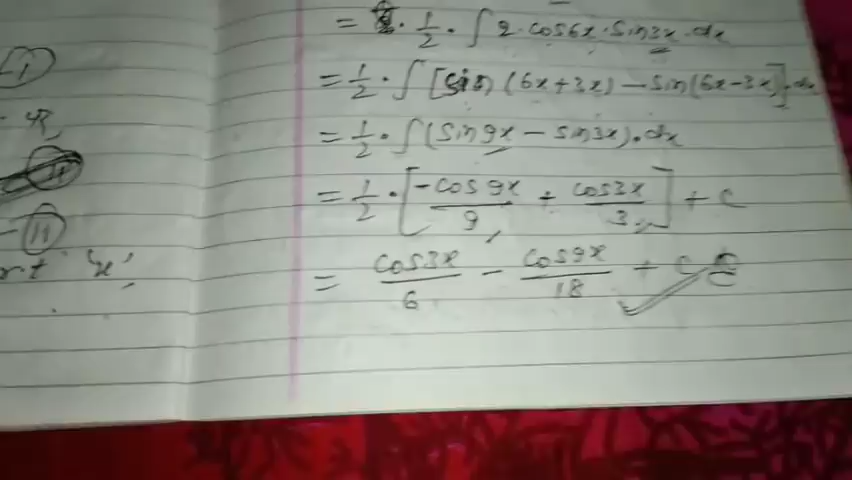 = 2 · 1/2 · ∫ 2 · cos6x · sin3x · dx
= 1/2 · ∫ [sin (6x+3x) – sin(6x–3x)] · dx
= 1/2 · ∫ (sin9x – sin3x) · dx
= 1/2 · [-cos9x/9 + cos3x/3] + c
= cos3x/6 – cos9x/18 + c
'x'